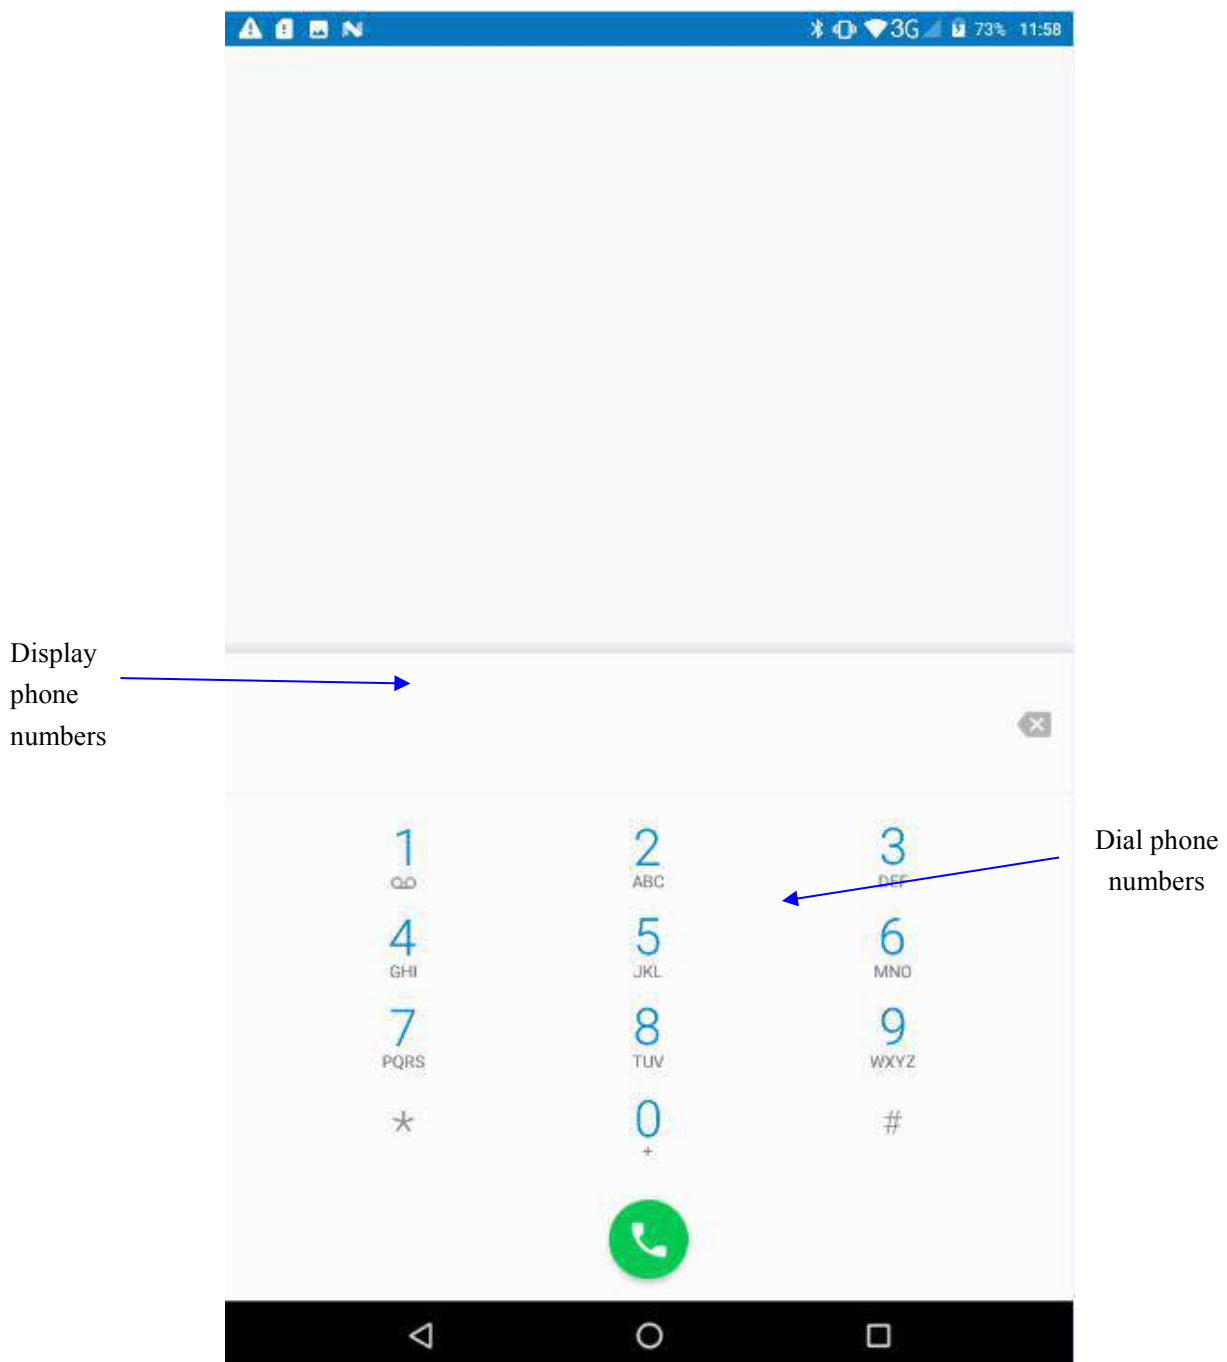 3G 73% 11:58
Display
phone
numbers
1 2 3
ABC DEF
Dial phone
numbers
4 5 6
GHI JKL MNO
7 8 9
PQRS TUV WXYZ
* 0 #
+